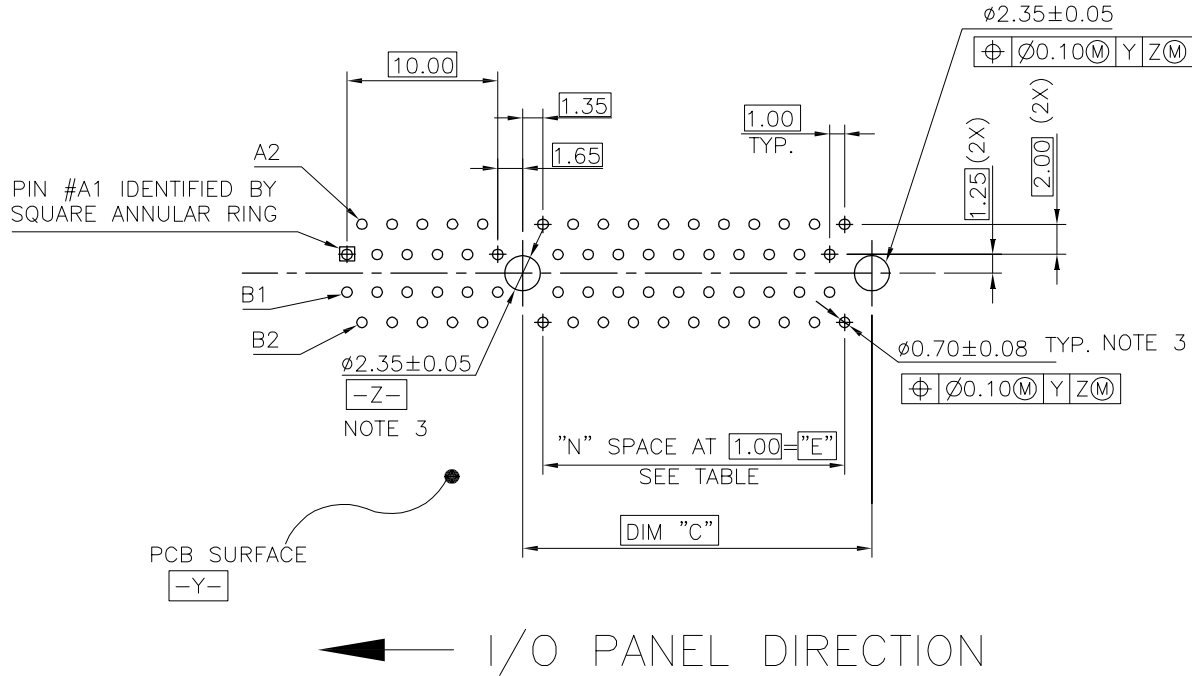 ø2.35±0.05
⌖ Ø0.10Ⓜ Y ZⓂ
10.00
1.35
1.65
1.00
TYP.
1.25 (2X)
2.00 (2X)
A2
PIN #A1 IDENTIFIED BY
SQUARE ANNULAR RING
B1
B2
ø2.35±0.05
-Z-
NOTE 3
ø0.70±0.08 TYP. NOTE 3
⌖ Ø0.10Ⓜ Y ZⓂ
"N" SPACE AT 1.00="E"
SEE TABLE
DIM "C"
PCB SURFACE
-Y-
I/O PANEL DIRECTION